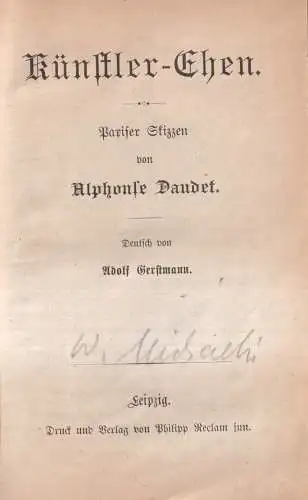 Künstler-Ehen.
Pariser Skizzen
von
Alphonse Daudet.
Deutsch von
Adolf Gerstmann.
W. Michaeli
Leipzig.
Druck und Verlag von Philipp Reclam jun.